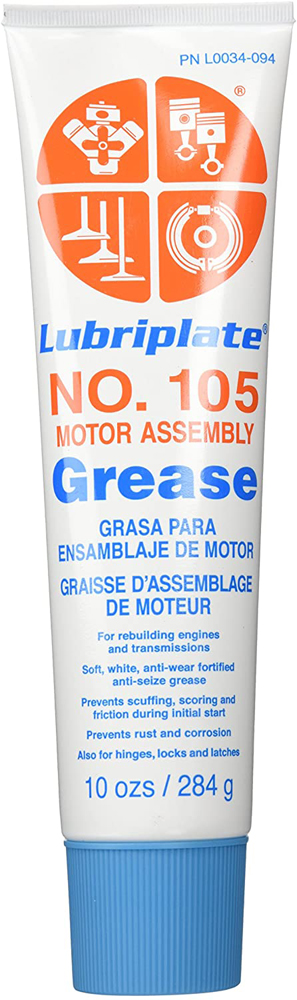 PN L0034-094
®
Lubriplate®
NO. 105
MOTOR ASSEMBLY
Grease
GRASA PARA
ENSAMBLAJE DE MOTOR
GRAISSE D'ASSEMBLAGE
DE MOTEUR
For rebuilding engines
and transmissions
Soft, white, anti-wear fortified
anti-seize grease
Prevents scuffing, scoring and
friction during initial start
Prevents rust and corrosion
Also for hinges, locks and latches
10 ozs / 284 g